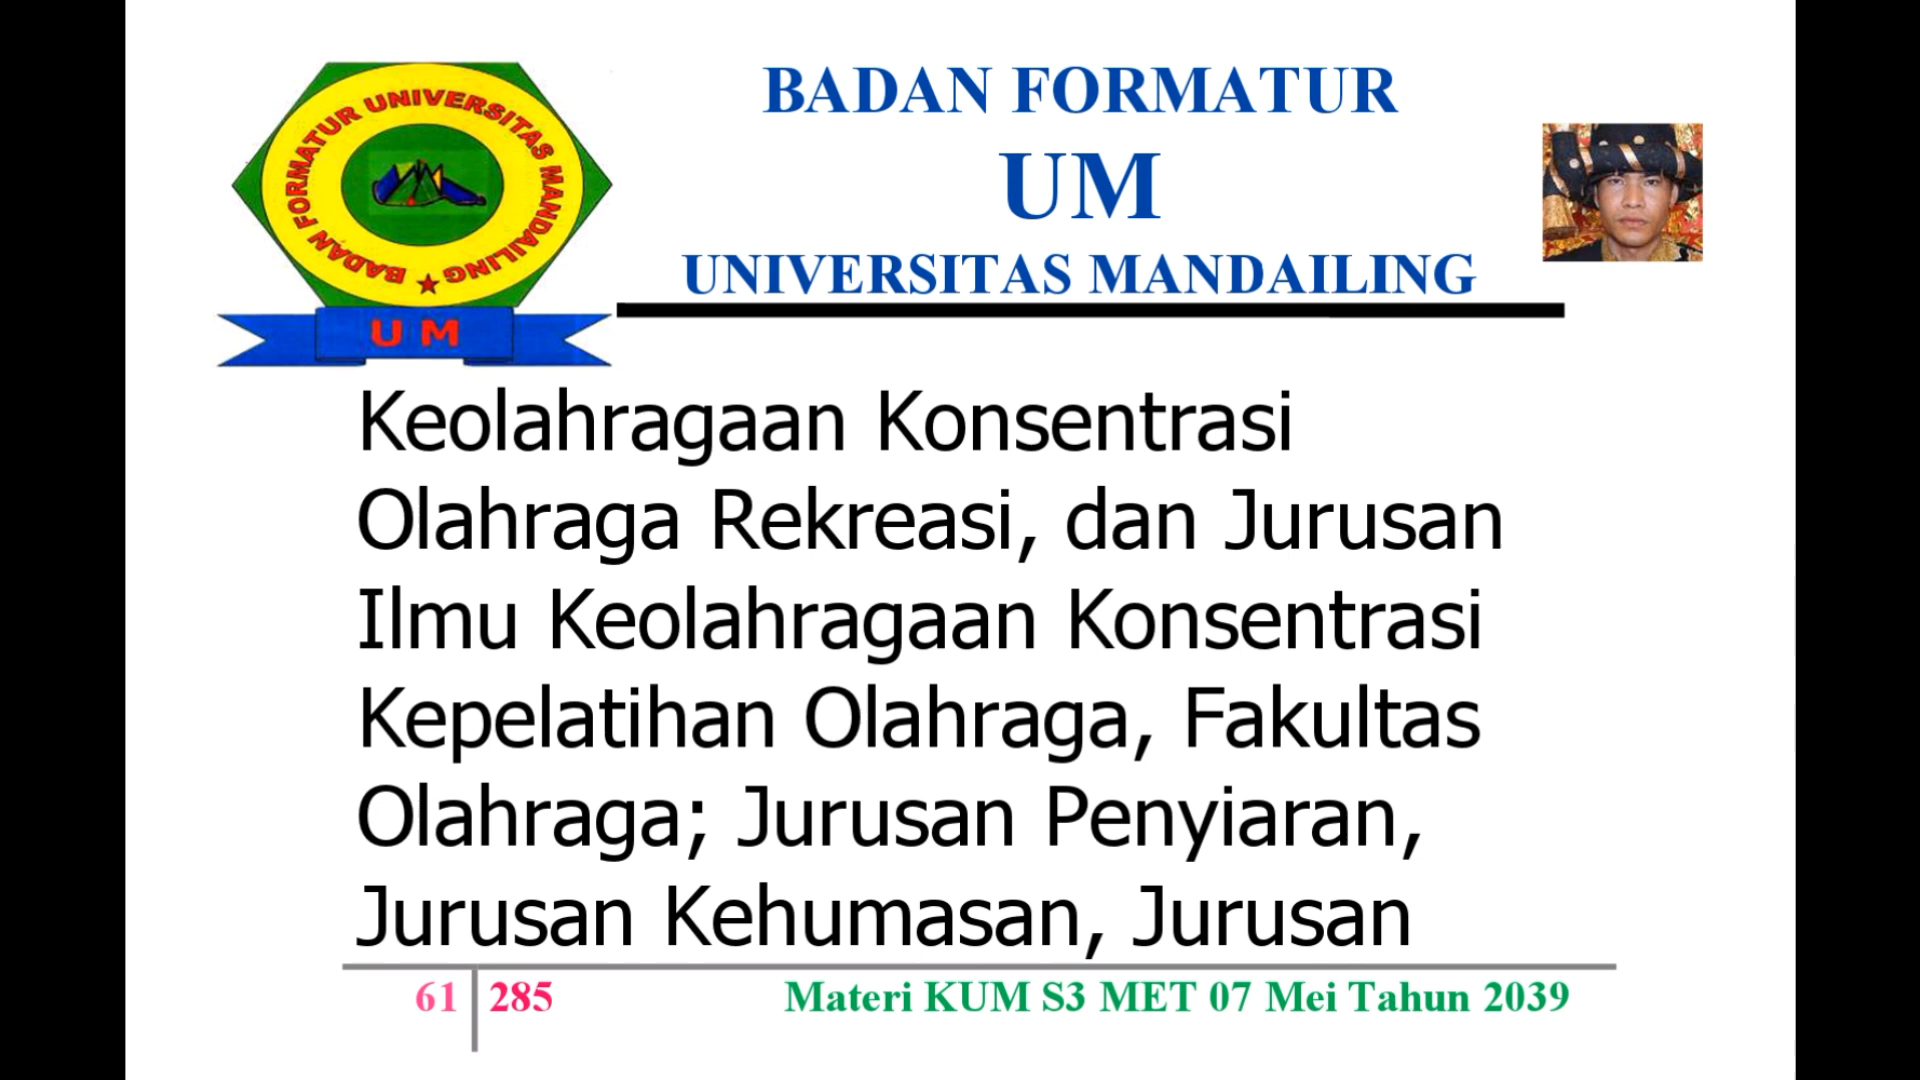 BADAN FORMATUR UNIVERSITAS MANDAILING
U M
BADAN FORMATUR
UM
UNIVERSITAS MANDAILING
Keolahragaan Konsentrasi
Olahraga Rekreasi, dan Jurusan
Ilmu Keolahragaan Konsentrasi
Kepelatihan Olahraga, Fakultas
Olahraga; Jurusan Penyiaran,
Jurusan Kehumasan, Jurusan
61 285
Materi KUM S3 MET 07 Mei Tahun 2039